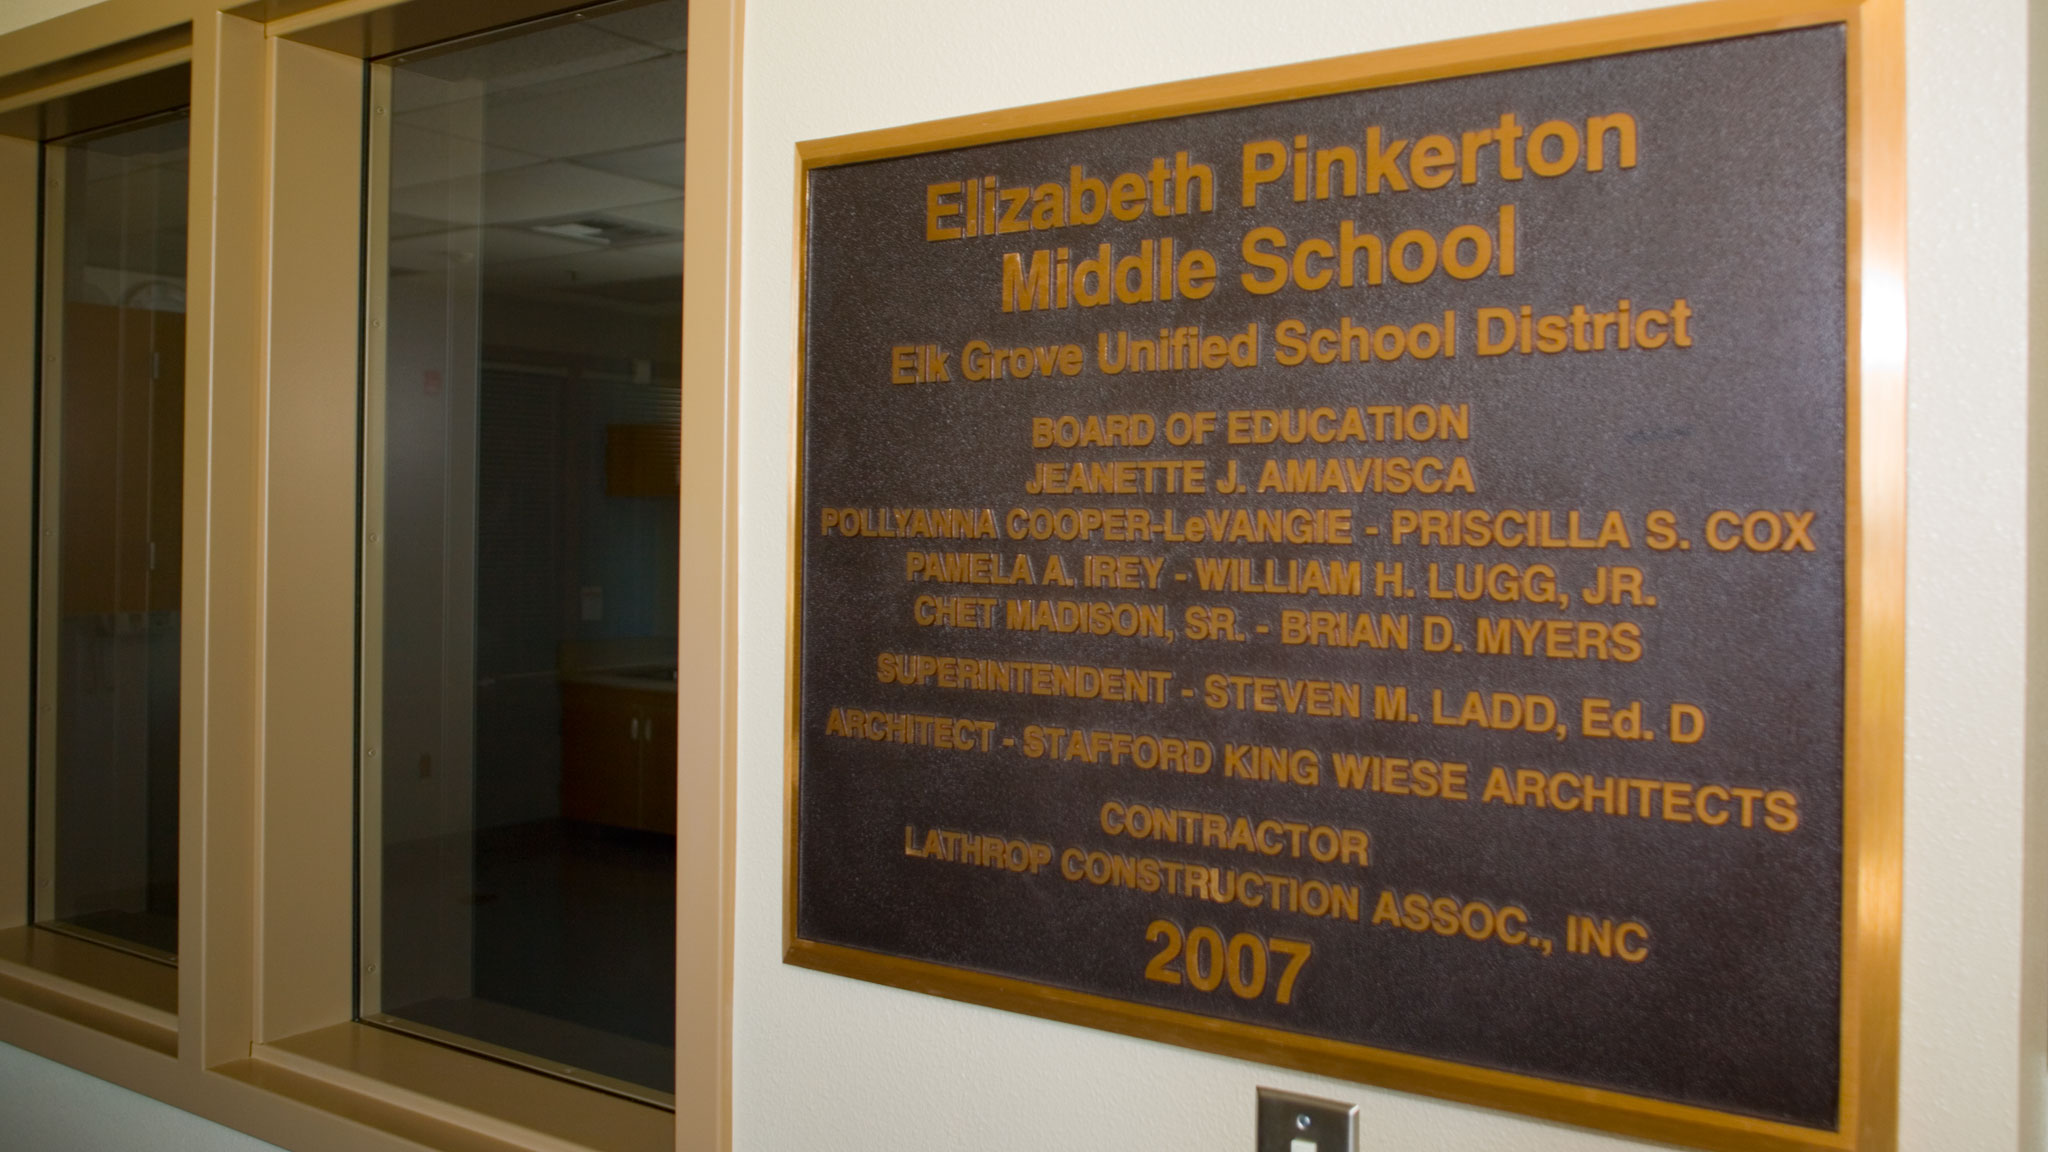 Elizabeth Pinkerton
Middle School
Elk Grove Unified School District
BOARD OF EDUCATION
JEANETTE J. AMAVISCA
POLLYANNA COOPER-LeVANGIE - PRISCILLA S. COX
PAMELA A. IREY - WILLIAM H. LUGG, JR.
CHET MADISON, SR. - BRIAN D. MYERS
SUPERINTENDENT - STEVEN M. LADD, Ed. D
ARCHITECT - STAFFORD KING WIESE ARCHITECTS
CONTRACTOR
LATHROP CONSTRUCTION ASSOC., INC
2007